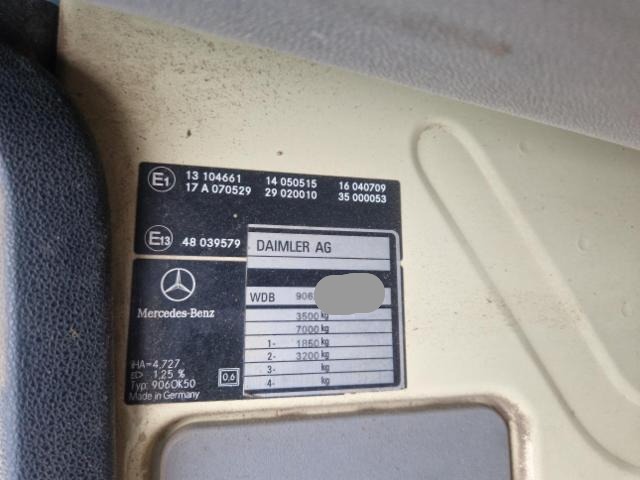 E1
13 104661 14 050515 16 040709
17 A 070529 29 020010 35 000053
E13 48 039579
DAIMLER AG
WDB 906
3500 kg
7000 kg
1- 1850 kg
2- 3200 kg
3- kg
4- kg
Mercedes-Benz
iHA=4,727
1,25 %
Typ: 906OK50
Made in Germany
0,6